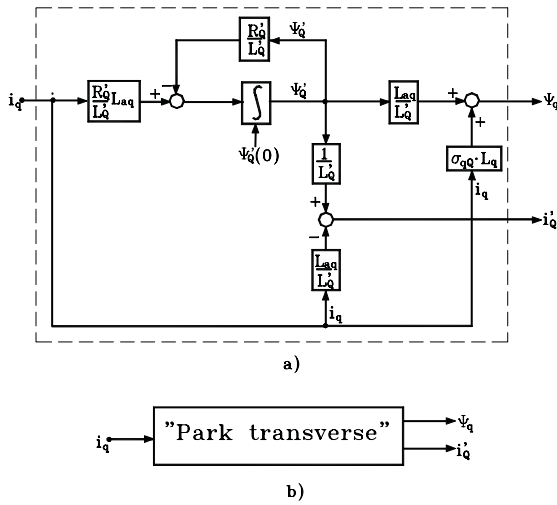 R'Q
L'Q
Ψ'Q
iq
R'Q
L'Q
Laq
+
−
∫
Ψ'Q
Laq
L'Q
+
Ψq
+
Ψ'Q(0)
1
L'Q
σqQ·Lq
iq
+
i'Q
−
Laq
L'Q
iq
a)
"Park transverse"
Ψq
iq
i'Q
b)